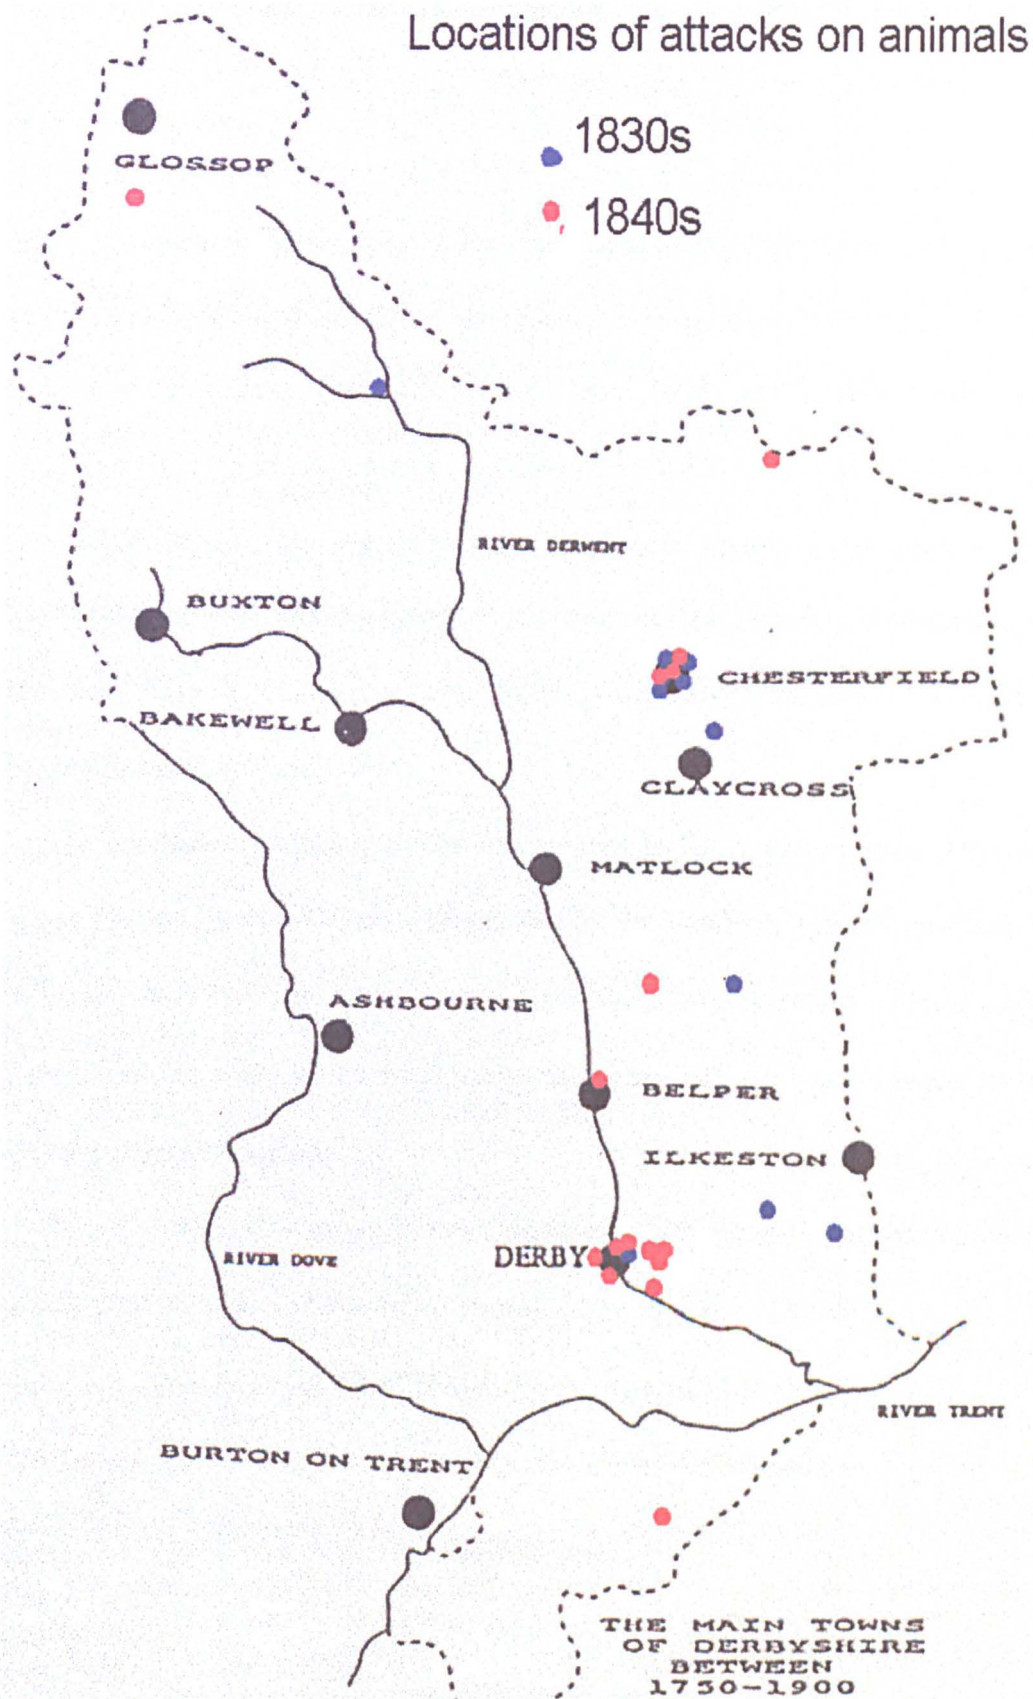 Locations of attacks on animals
1830s
1840s
GLOSSOP
RIVER DERWENT
BUXTON
CHESTERFIELD
BAKEWELL
CLAYCROSS
MATLOCK
ASHBOURNE
BELPER
ILKESTON
DERBY
RIVER DOVE
RIVER TRENT
BURTON ON TRENT
THE MAIN TOWNS
OF DERBYSHIRE
BETWEEN
1750-1900